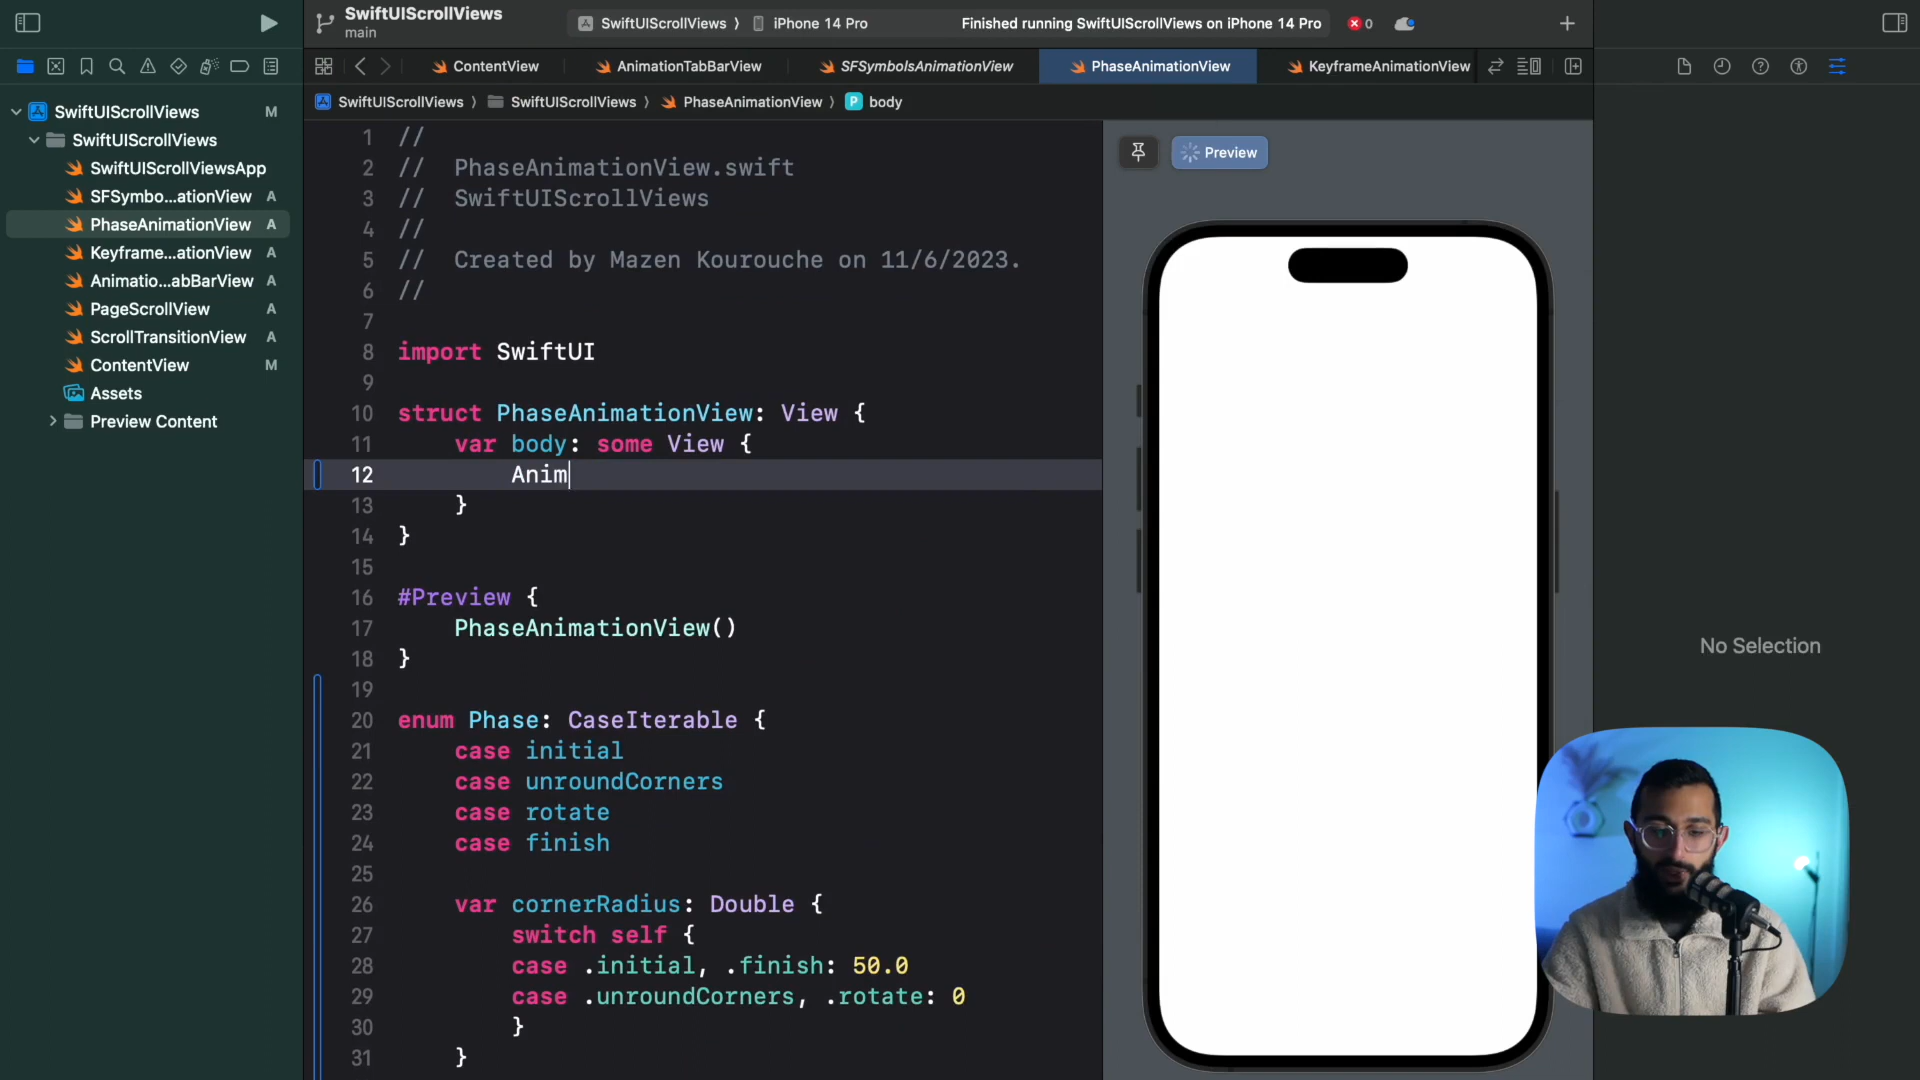 SwiftUIScrollViews
main
SwiftUIScrollViews 〉 iPhone 14 Pro
Finished running SwiftUIScrollViews on iPhone 14 Pro
0
ContentView
AnimationTabBarView
SFSymbolsAnimationView
PhaseAnimationView
KeyframeAnimationView
SwiftUIScrollViews 〉 SwiftUIScrollViews 〉 PhaseAnimationView 〉 P body
SwiftUIScrollViews M
SwiftUIScrollViews
SwiftUIScrollViewsApp
SFSymbo...ationView A
PhaseAnimationView A
Keyframe...ationView A
Animatio...abBarView A
PageScrollView A
ScrollTransitionView A
ContentView M
Assets
Preview Content
1 //
2 //  PhaseAnimationView.swift
3 //  SwiftUIScrollViews
4 //
5 //  Created by Mazen Kourouche on 11/6/2023.
6 //
7
8 import SwiftUI
9
10 struct PhaseAnimationView: View {
11     var body: some View {
12         Anim
13     }
14 }
15
16 #Preview {
17     PhaseAnimationView()
18 }
19
20 enum Phase: CaseIterable {
21     case initial
22     case unroundCorners
23     case rotate
24     case finish
25
26     var cornerRadius: Double {
27         switch self {
28         case .initial, .finish: 50.0
29         case .unroundCorners, .rotate: 0
30         }
31     }
Preview
No Selection